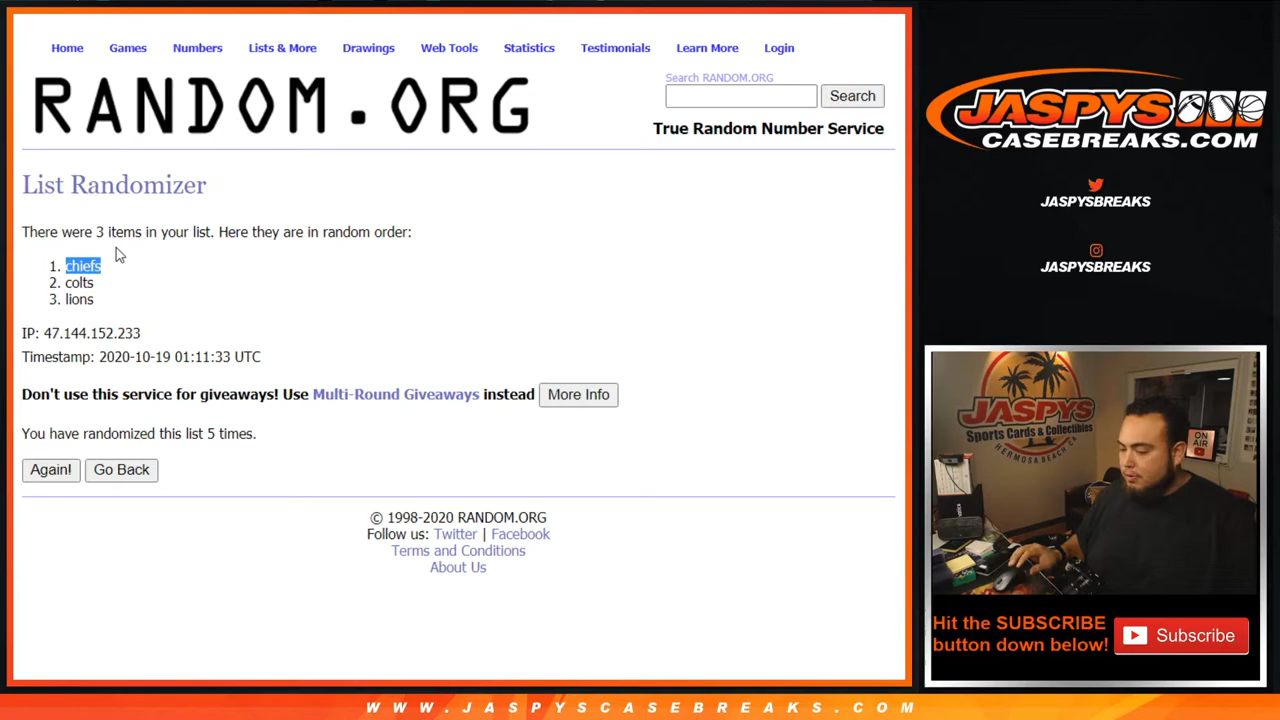 Home Games Numbers Lists & More Drawings Web Tools Statistics Testimonials Learn More Login
RANDOM.ORG
Search RANDOM.ORG
Search
True Random Number Service
List Randomizer
There were 3 items in your list. Here they are in random order:
1. chiefs
2. colts
3. lions
IP: 47.144.152.233
Timestamp: 2020-10-19 01:11:33 UTC
Don't use this service for giveaways! Use Multi-Round Giveaways instead More Info
You have randomized this list 5 times.
Again! Go Back
© 1998-2020 RANDOM.ORG
Follow us: Twitter | Facebook
Terms and Conditions
About Us
JASPYS
CASEBREAKS.COM
JASPYSBREAKS
JASPYSBREAKS
JASPYS
Sports Cards & Collectibles
HERMOSA BEACH CA
ON
AIR
Hit the SUBSCRIBE
button down below!
Subscribe
WWW.JASPYSCASEBREAKS.COM